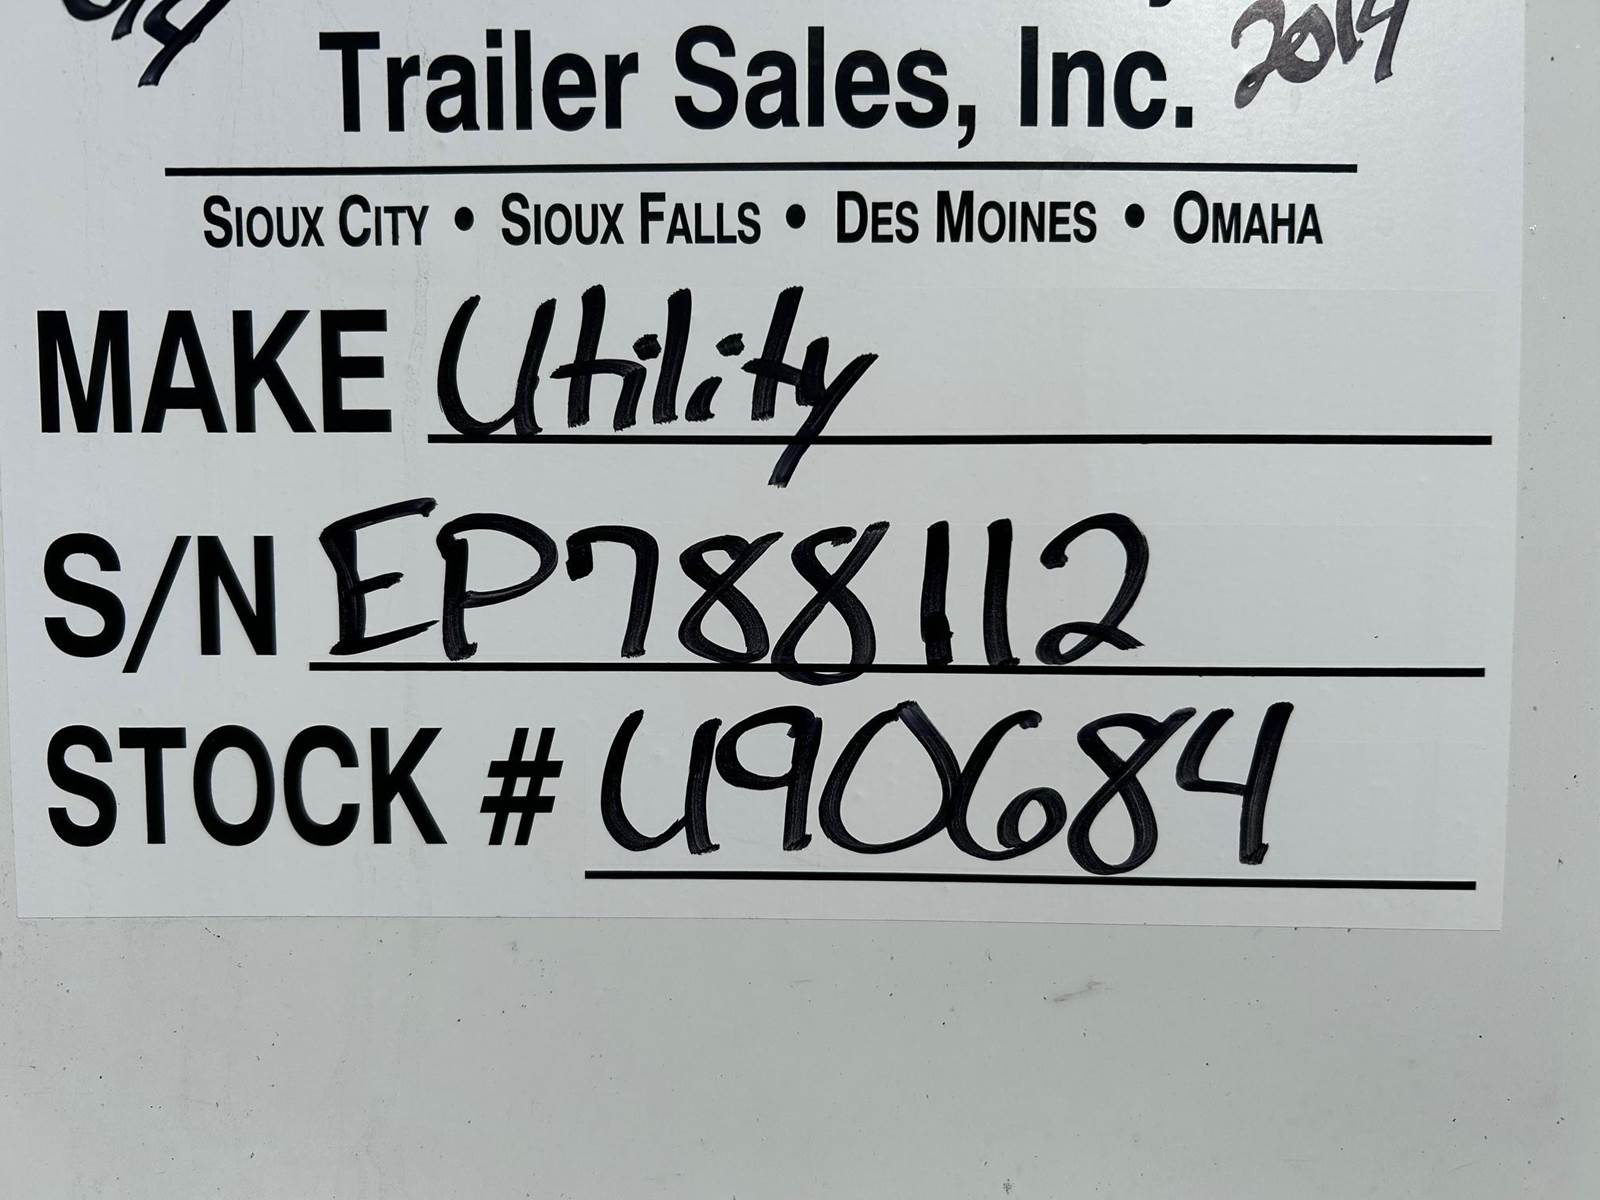 Trailer Sales, Inc. 2014
SIOUX CITY • SIOUX FALLS • DES MOINES • OMAHA
MAKE Utility
S/N EP788112
STOCK # U90684